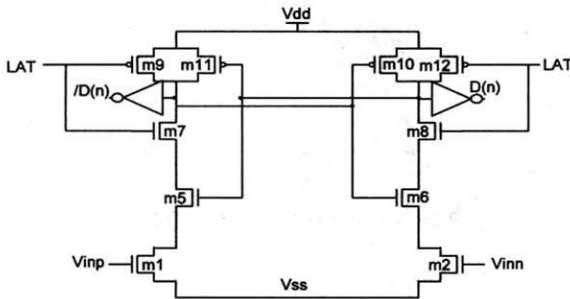 Vdd
LAT
m9
m11
m10
m12
LAT
/D(n)
D(n)
m7
m8
m5
m6
Vinp
m1
m2
Vinn
Vss